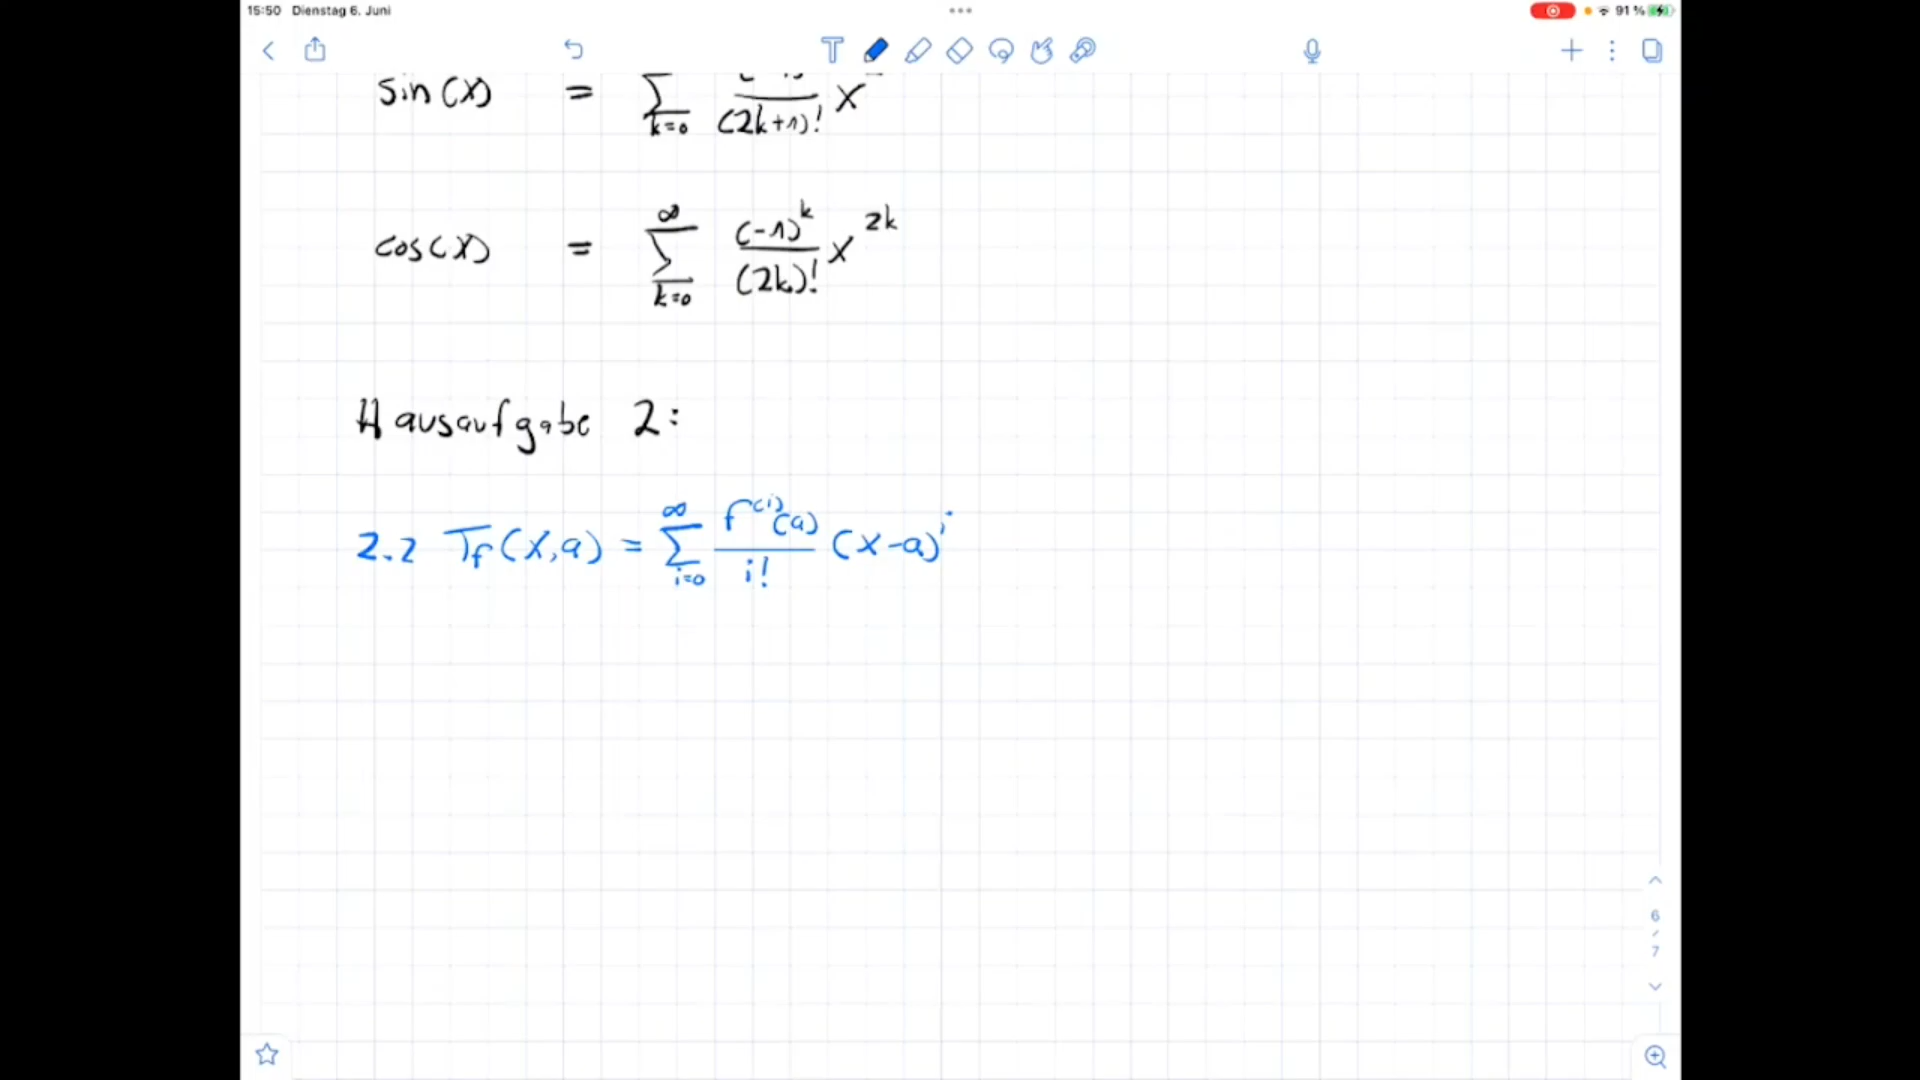 15:50 Dienstag 6. Juni
91 %
sin(x) = ∑ k=0 (2k+1)! x
cos(x) = ∑ k=0 ∞ (-1)^k / (2k)! x^2k
Hausaufgabe 2:
2.2 T_f(x,a) = ∑ i=0 ∞ f^(i)(a) / i! (x-a)^i
6
/
7